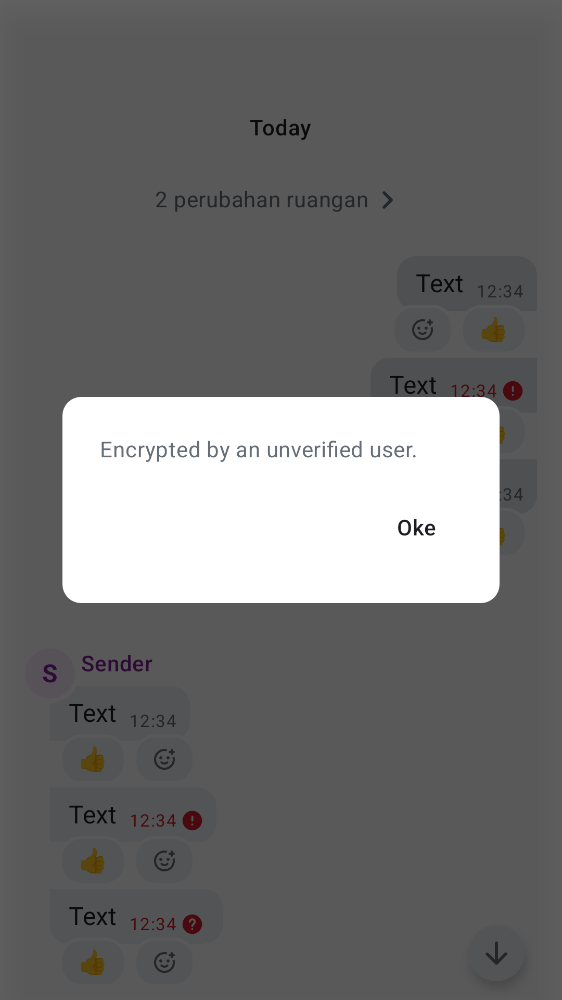 Today
2 perubahan ruangan
Text 12:34
Text 12:34
Encrypted by an unverified user.
:34
Oke
S
Sender
Text 12:34
Text 12:34
Text 12:34